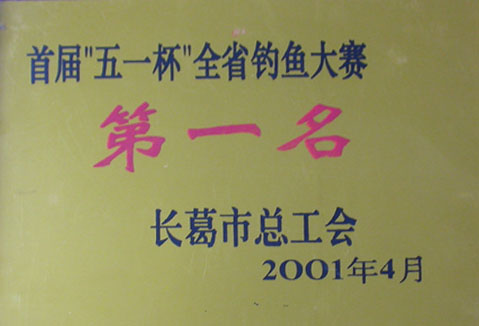 首届"五一杯"全省钓鱼大赛
第一名
长葛市总工会
2001年4月